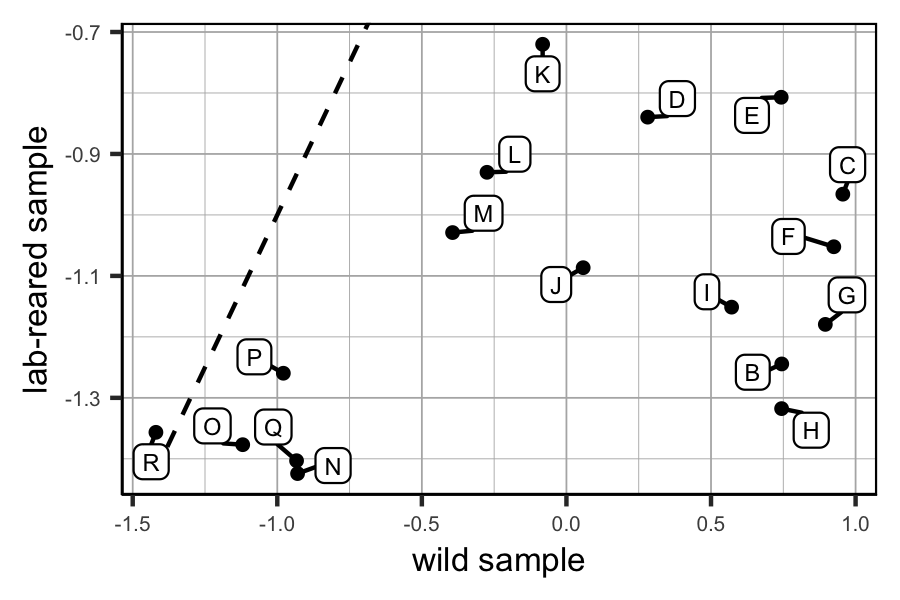 -0.7
-0.9
-1.1
-1.3
lab-reared sample
K
D
E
L
C
M
F
J
I
G
P
B
O
Q
H
R
N
-1.5
-1.0
-0.5
0.0
0.5
1.0
wild sample